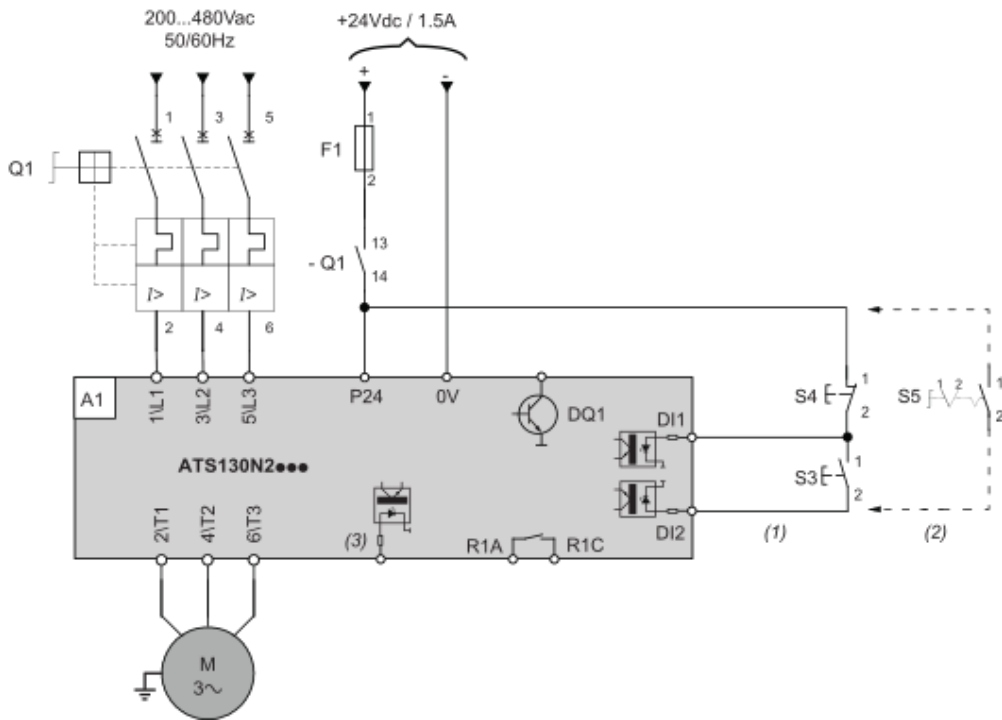 200...480Vac
50/60Hz
+24Vdc / 1.5A
+
-
1
3
5
Q1
F1
1
2
- Q1
13
14
I>
I>
I>
2
4
6
A1
1\L1
3\L2
5\L3
P24
0V
DQ1
DI1
S4
1
2
S5
1
2
1
2
ATS130N2●●●
S3
1
2
2\T1
4\T2
6\T3
(3)
R1A
R1C
DI2
(1)
(2)
M
3~